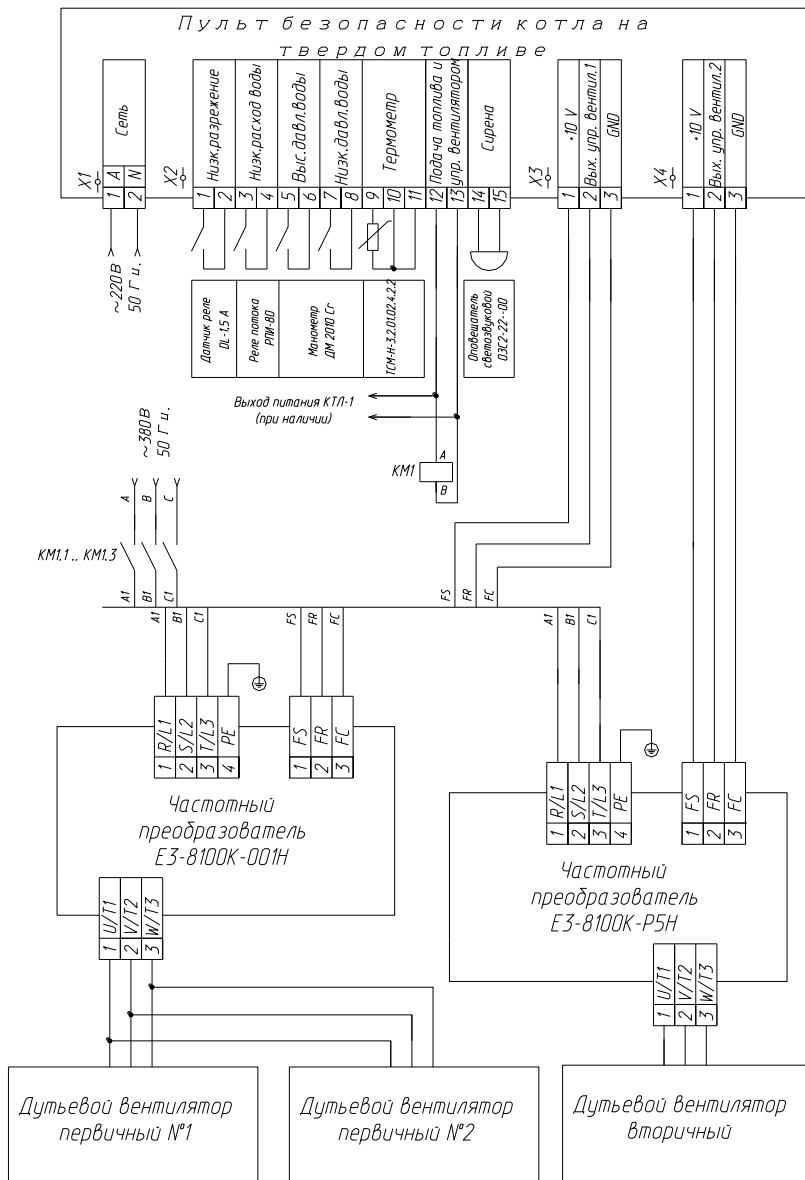 Пульт безопасности котла на
твердом топливе
X1
Сеть
A
N
1
2
~220В
50 Гц.
X2
Низк.разрежение
Низк.расход воды
Выс.давл.воды
Низк.давл.воды
Термометр
Подача топлива и
упр. вентилятором
Сирена
1
2
3
4
5
6
7
8
9
10
11
12
13
14
15
X3
+10 V
Вых. упр. вентил.1
GND
1
2
3
X4
+10 V
Вых. упр. вентил.2
GND
1
2
3
Датчик реле
DL-1,5 А
Реле потока
РПИ-80
Манометр
ДМ 2010 Сг
ТСМ-Н-3.2.01.02.4.2.2
Оповещатель
светозвуковой
ОЗС2-22--00
Выход питания КТЛ-1
(при наличии)
КМ1
A
B
~380В
50 Гц.
A
B
C
КМ1.1 .. КМ1.3
A1
B1
C1
FS
FR
FC
A1
B1
C1
FS
FR
FC
A1
B1
C1
R/L1
S/L2
T/L3
PE
1
2
3
4
FS
FR
FC
1
2
3
Частотный
преобразователь
E3-8100K-001H
U/T1
V/T2
W/T3
1
2
3
R/L1
S/L2
T/L3
PE
1
2
3
4
FS
FR
FC
1
2
3
Частотный
преобразователь
E3-8100K-P5H
U/T1
V/T2
W/T3
1
2
3
Дутьевой вентилятор
первичный №1
Дутьевой вентилятор
первичный №2
Дутьевой вентилятор
вторичный